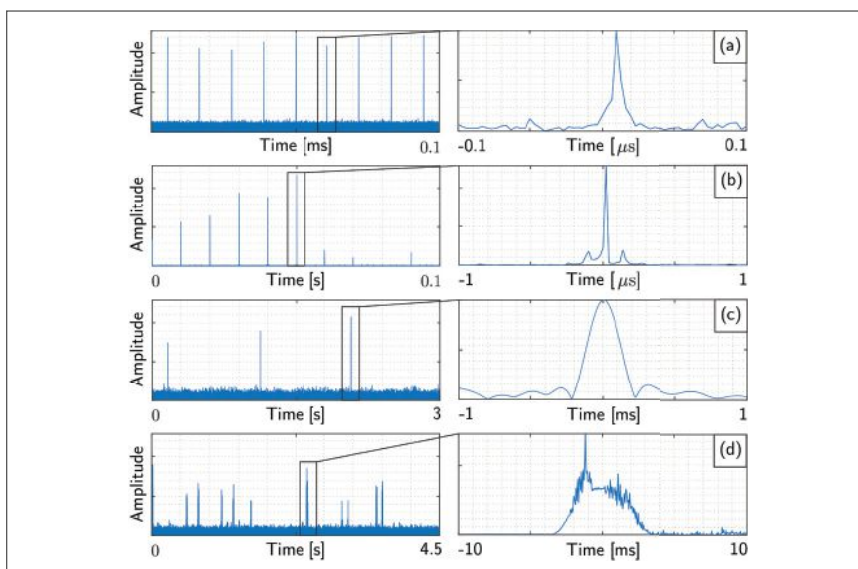 Amplitude
(a)
Time [ms] 0.1 -0.1 Time [μs] 0.1
Amplitude
(b)
0 Time [s] 0.1 -1 Time [μs] 1
Amplitude
(c)
0 Time [s] 3 -1 Time [ms] 1
Amplitude
(d)
0 Time [s] 4.5 -10 Time [ms] 10